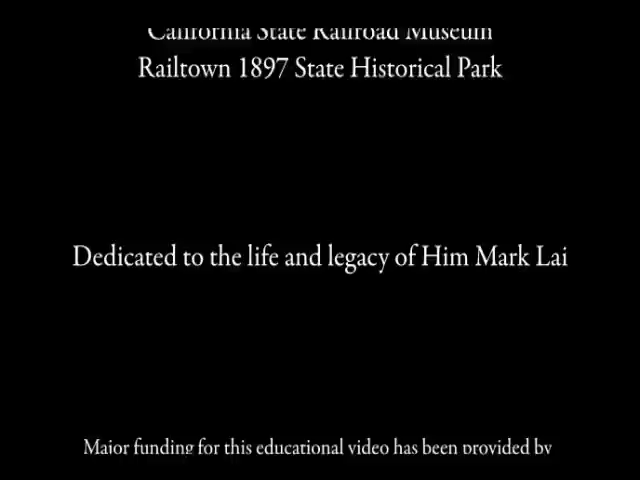 California State Railroad Museum
Railtown 1897 State Historical Park
Dedicated to the life and legacy of Him Mark Lai
Major funding for this educational video has been provided by